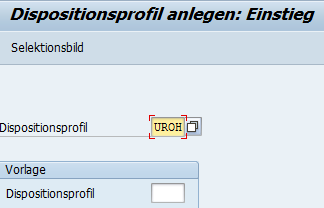 Dispositionsprofil anlegen: Einstieg
Selektionsbild
Dispositionsprofil UROH
Vorlage
Dispositionsprofil